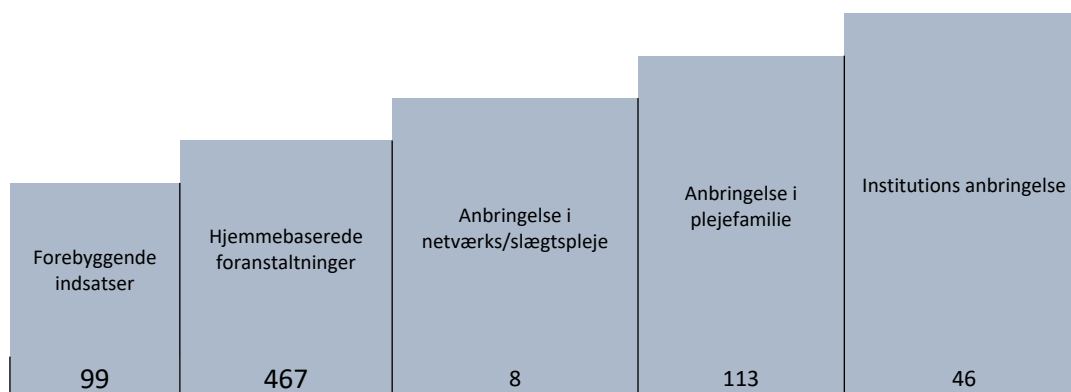 Forebyggende
indsatser
Hjemmebaserede
foranstaltninger
Anbringelse i
netværks/slægtspleje
Anbringelse i
plejefamilie
Institutions anbringelse
99
467
8
113
46